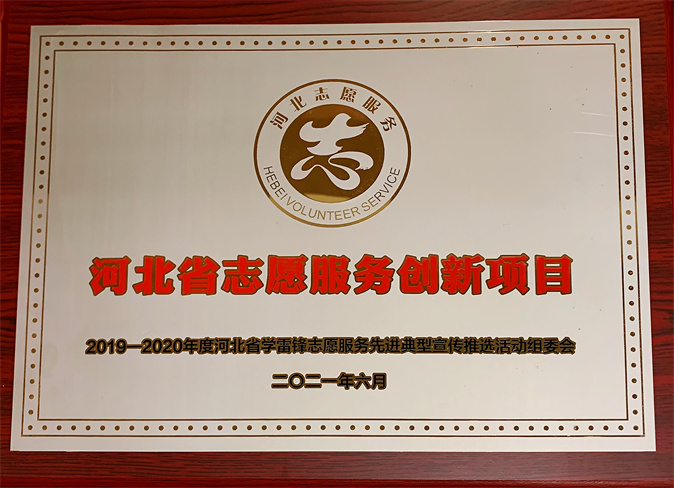 河北志愿服务
HEBEI VOLUNTEER SERVICE
河北省志愿服务创新项目
2019—2020年度河北省学雷锋志愿服务先进典型宣传推选活动组委会
二〇二一年六月